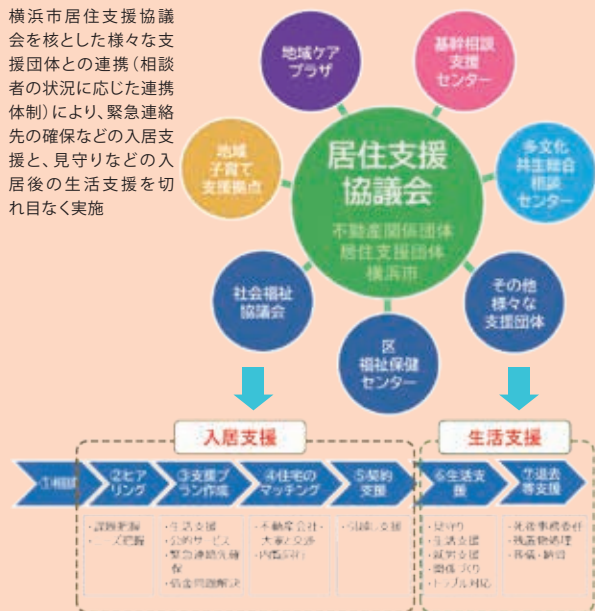 横浜市居住支援協議
会を核とした様々な支
援団体との連携(相談
者の状況に応じた連携
体制)により、緊急連絡
先の確保などの入居支
援と、見守りなどの入
居後の生活支援を切
れ目なく実施
地域ケア
プラザ
基幹相談
支援
センター
地域
子育て
支援拠点
居住支援
協議会
不動産関係団体
居住支援団体
横浜市
多文化
共生総合
相談
センター
社会福祉
協議会
区
福祉保健
センター
その他
様々な
支援団体
入居支援
生活支援
①相談
②ヒア
リング
③支援プ
ラン作成
④住宅の
マッチング
⑤契約
支援
⑥生活支
援
⑦退去
等支援
・課題把握
・ニーズ把握
・生活支援
・公的サービス
・緊急連絡先確
保
・借金問題解決
・不動産会社・
大家と交渉
・内覧同行
・引越し支援
・見守り
・生活支援
・就労支援
・関係づくり
・トラブル対応
・死後事務委任
・残置物処理
・葬儀・納骨